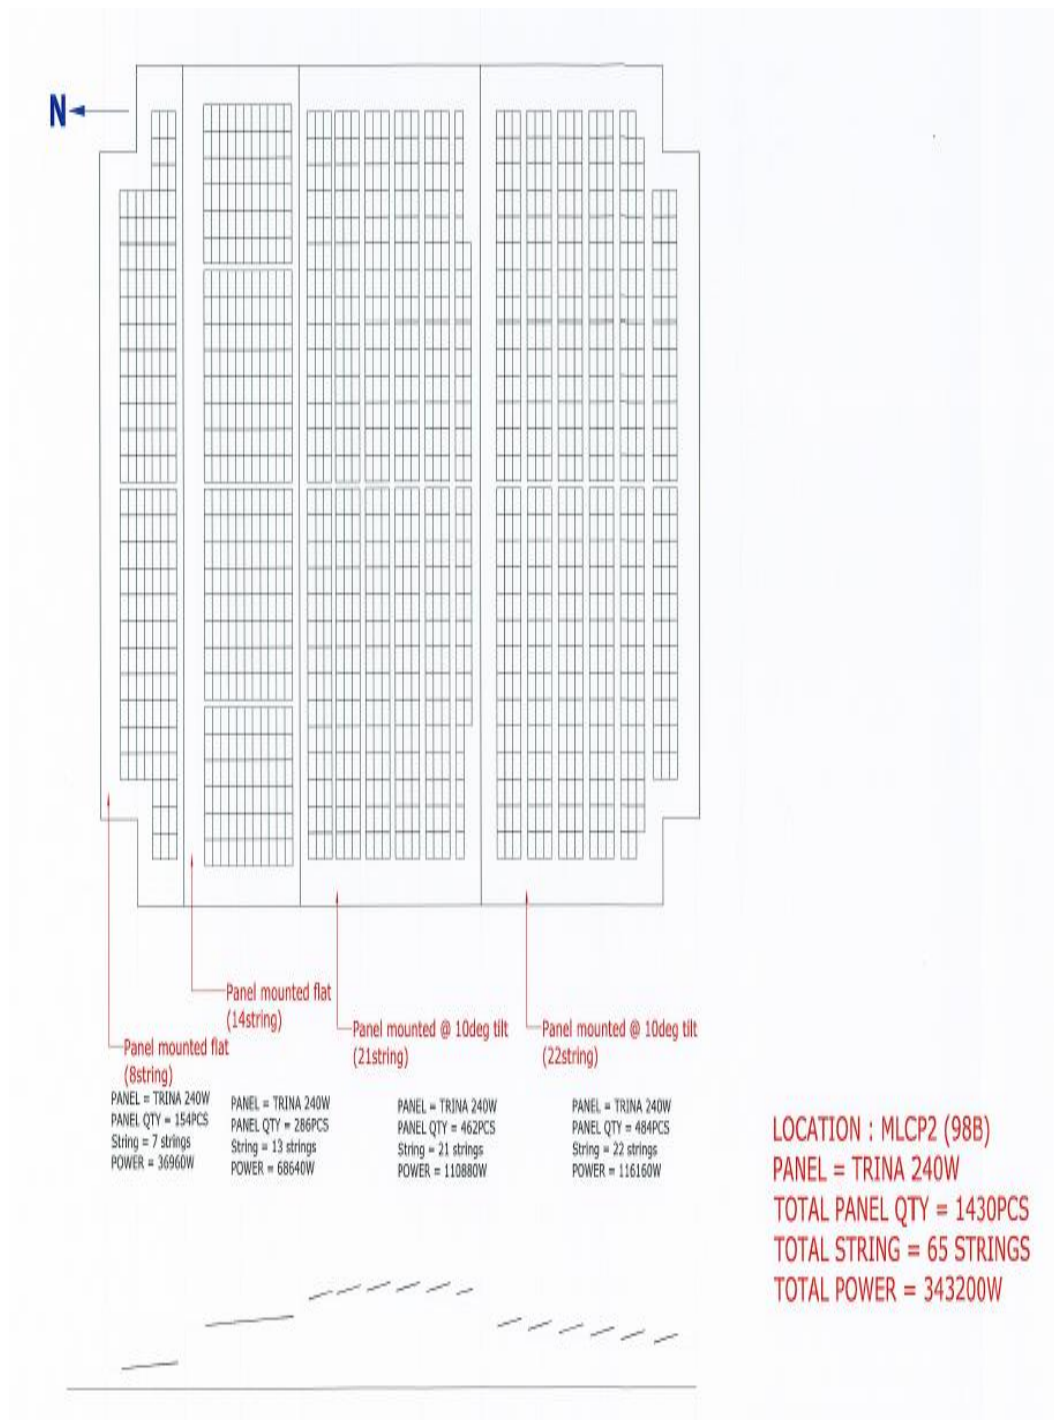 N
Panel mounted flat
(14string)
Panel mounted @ 10deg tilt
(21string)
Panel mounted @ 10deg tilt
(22string)
Panel mounted flat
(8string)
PANEL = TRINA 240W
PANEL QTY = 154PCS
String = 7 strings
POWER = 36960W
PANEL = TRINA 240W
PANEL QTY = 286PCS
String = 13 strings
POWER = 68640W
PANEL = TRINA 240W
PANEL QTY = 462PCS
String = 21 strings
POWER = 110880W
PANEL = TRINA 240W
PANEL QTY = 484PCS
String = 22 strings
POWER = 116160W
LOCATION : MLCP2 (98B)
PANEL = TRINA 240W
TOTAL PANEL QTY = 1430PCS
TOTAL STRING = 65 STRINGS
TOTAL POWER = 343200W